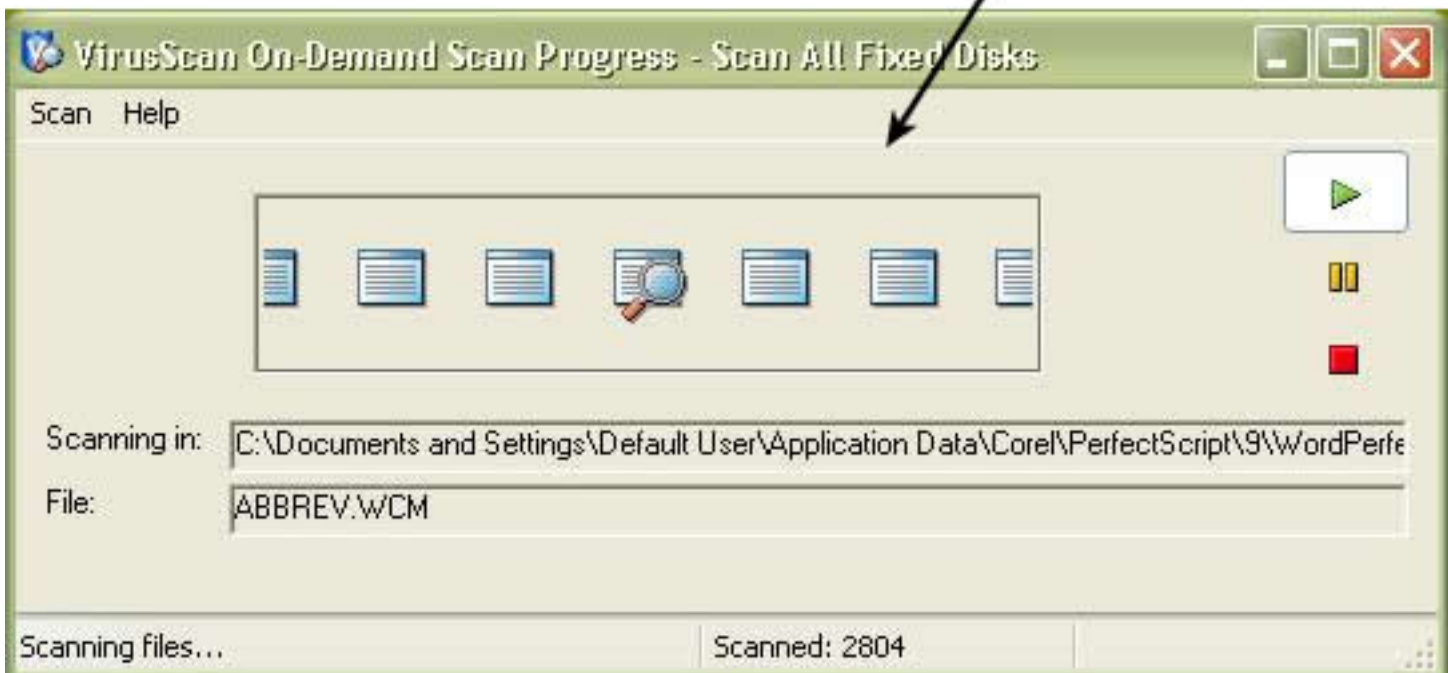 VirusScan On-Demand Scan Progress - Scan All Fixed Disks
Scan Help
Scanning in: C:\Documents and Settings\Default User\Application Data\Corel\PerfectScript\9\WordPerfe
File: ABBREV.WCM
Scanning files... Scanned: 2804